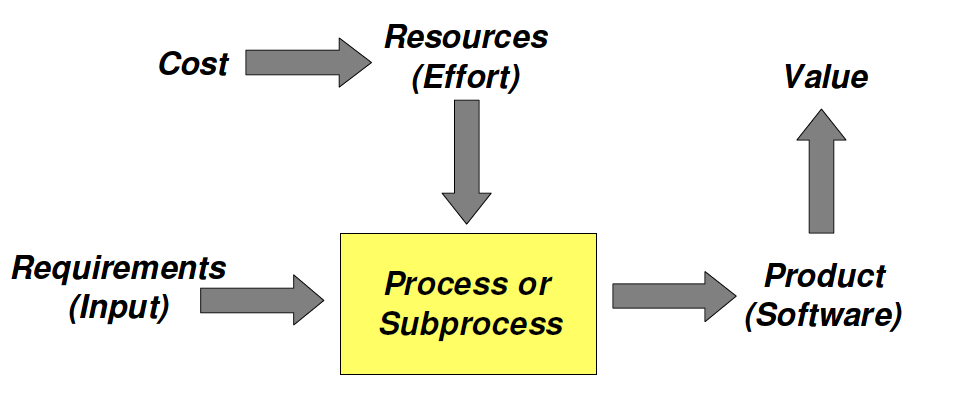 Cost
Resources
(Effort)
Value
Requirements
(Input)
Process or
Subprocess
Product
(Software)